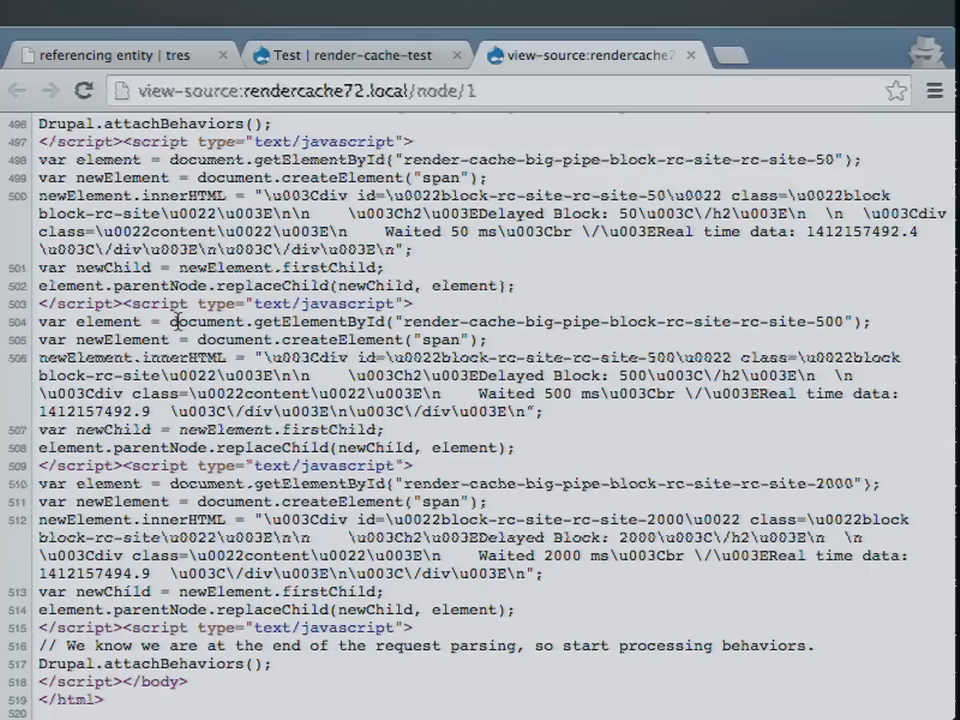 referencing entity | tres
Test | render-cache-test
view-source:rendercache7
view-source:rendercache72.local/node/1
496 Drupal.attachBehaviors();
497 </script><script type="text/javascript">
498 var element = document.getElementById("render-cache-big-pipe-block-rc-site-rc-site-50");
499 var newElement = document.createElement("span");
500 newElement.innerHTML = "\u003Cdiv id=\u0022block-rc-site-rc-site-50\u0022 class=\u0022block
block-rc-site\u0022\u003E\n\n    \u003Ch2\u003EDelayed Block: 50\u003C\/h2\u003E\n  \n  \u003Cdiv
class=\u0022content\u0022\u003E\n    Waited 50 ms\u003Cbr \/\u003EReal time data: 1412157492.4
\u003C\/div\u003E\n\u003C\/div\u003E\n";
501 var newChild = newElement.firstChild;
502 element.parentNode.replaceChild(newChild, element);
503 </script><script type="text/javascript">
504 var element = document.getElementById("render-cache-big-pipe-block-rc-site-rc-site-500");
505 var newElement = document.createElement("span");
506 newElement.innerHTML = "\u003Cdiv id=\u0022block-rc-site-rc-site-500\u0022 class=\u0022block
block-rc-site\u0022\u003E\n\n    \u003Ch2\u003EDelayed Block: 500\u003C\/h2\u003E\n  \n
\u003Cdiv class=\u0022content\u0022\u003E\n    Waited 500 ms\u003Cbr \/\u003EReal time data:
1412157492.9  \u003C\/div\u003E\n\u003C\/div\u003E\n";
507 var newChild = newElement.firstChild;
508 element.parentNode.replaceChild(newChild, element);
509 </script><script type="text/javascript">
510 var element = document.getElementById("render-cache-big-pipe-block-rc-site-rc-site-2000");
511 var newElement = document.createElement("span");
512 newElement.innerHTML = "\u003Cdiv id=\u0022block-rc-site-rc-site-2000\u0022 class=\u0022block
block-rc-site\u0022\u003E\n\n    \u003Ch2\u003EDelayed Block: 2000\u003C\/h2\u003E\n  \n
\u003Cdiv class=\u0022content\u0022\u003E\n    Waited 2000 ms\u003Cbr \/\u003EReal time data:
1412157494.9  \u003C\/div\u003E\n\u003C\/div\u003E\n";
513 var newChild = newElement.firstChild;
514 element.parentNode.replaceChild(newChild, element);
515 </script><script type="text/javascript">
516 // We know we are at the end of the request parsing, so start processing behaviors.
517 Drupal.attachBehaviors();
518 </script></body>
519 </html>
520